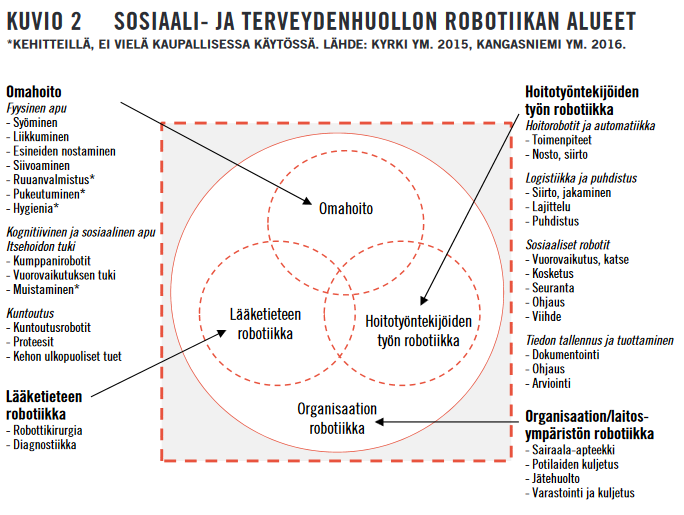 KUVIO 2 SOSIAALI- JA TERVEYDENHUOLLON ROBOTIIKAN ALUEET
*KEHITTEILLÄ, EI VIELÄ KAUPALLISESSA KÄYTÖSSÄ. LÄHDE: KYRKI YM. 2015, KANGASNIEMI YM. 2016.
Omahoito
Fyysinen apu
- Syöminen
- Liikkuminen
- Esineiden nostaminen
- Siivoaminen
- Ruuanvalmistus*
- Pukeutuminen*
- Hygienia*
Kognitiivinen ja sosiaalinen apu
Itsehoidon tuki
- Kumppanirobotit
- Vuorovaikutuksen tuki
- Muistaminen*
Kuntoutus
- Kuntoutusrobotit
- Proteesit
- Kehon ulkopuoliset tuet
Lääketieteen
robotiikka
- Robottikirurgia
- Diagnostiikka
Omahoito
Lääketieteen
robotiikka
Hoitotyöntekijöiden
työn robotiikka
Organisaation
robotiikka
Hoitotyöntekijöiden
työn robotiikka
Hoitorobotit ja automatiikka
- Toimenpiteet
- Nosto, siirto
Logistiikka ja puhdistus
- Siirto, jakaminen
- Lajittelu
- Puhdistus
Sosiaaliset robotit
- Vuorovaikutus, katse
- Kosketus
- Seuranta
- Ohjaus
- Viihde
Tiedon tallennus ja tuottaminen
- Dokumentointi
- Ohjaus
- Arviointi
Organisaation/laitos-
ympäristön robotiikka
- Sairaala-apteekki
- Potilaiden kuljetus
- Jätehuolto
- Varastointi ja kuljetus